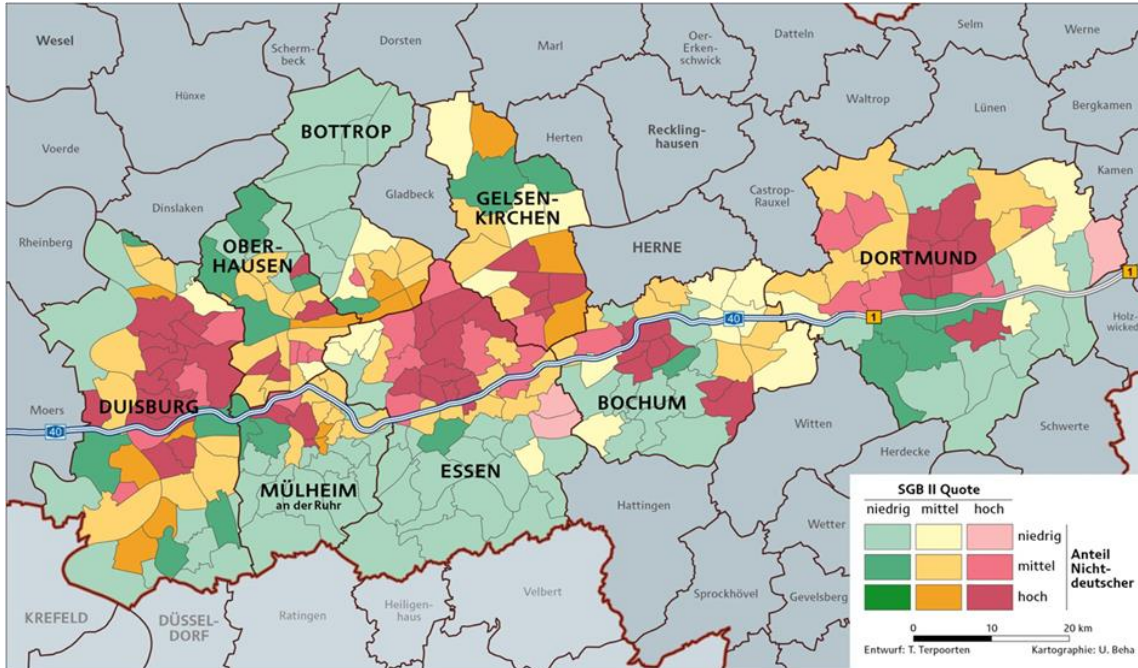 Wesel
Scherm-
beck
Dorsten
Marl
Oer-
Erken-
schwick
Datteln
Selm
Werne
Hünxe
Waltrop
Lünen
Bergkamen
Voerde
BOTTROP
Herten
Reckling-
hausen
Kamen
Dinslaken
Gladbeck
GELSEN-
KIRCHEN
Castrop-
Rauxel
Rheinberg
OBER-
HAUSEN
HERNE
DORTMUND
1
40
1
Holz-
wickede
Moers
DUISBURG
BOCHUM
40
Witten
Schwerte
ESSEN
Herdecke
MÜLHEIM
an der Ruhr
Hattingen
Wetter
Sprockhövel
Gevelsberg
KREFELD
DÜSSEL-
DORF
Ratingen
Heiligen-
haus
Velbert
SGB II Quote
niedrig mittel hoch
niedrig
mittel
hoch
Anteil
Nicht-
deutscher
0 10 20 km
Entwurf: T. Terpoorten Kartographie: U. Beha